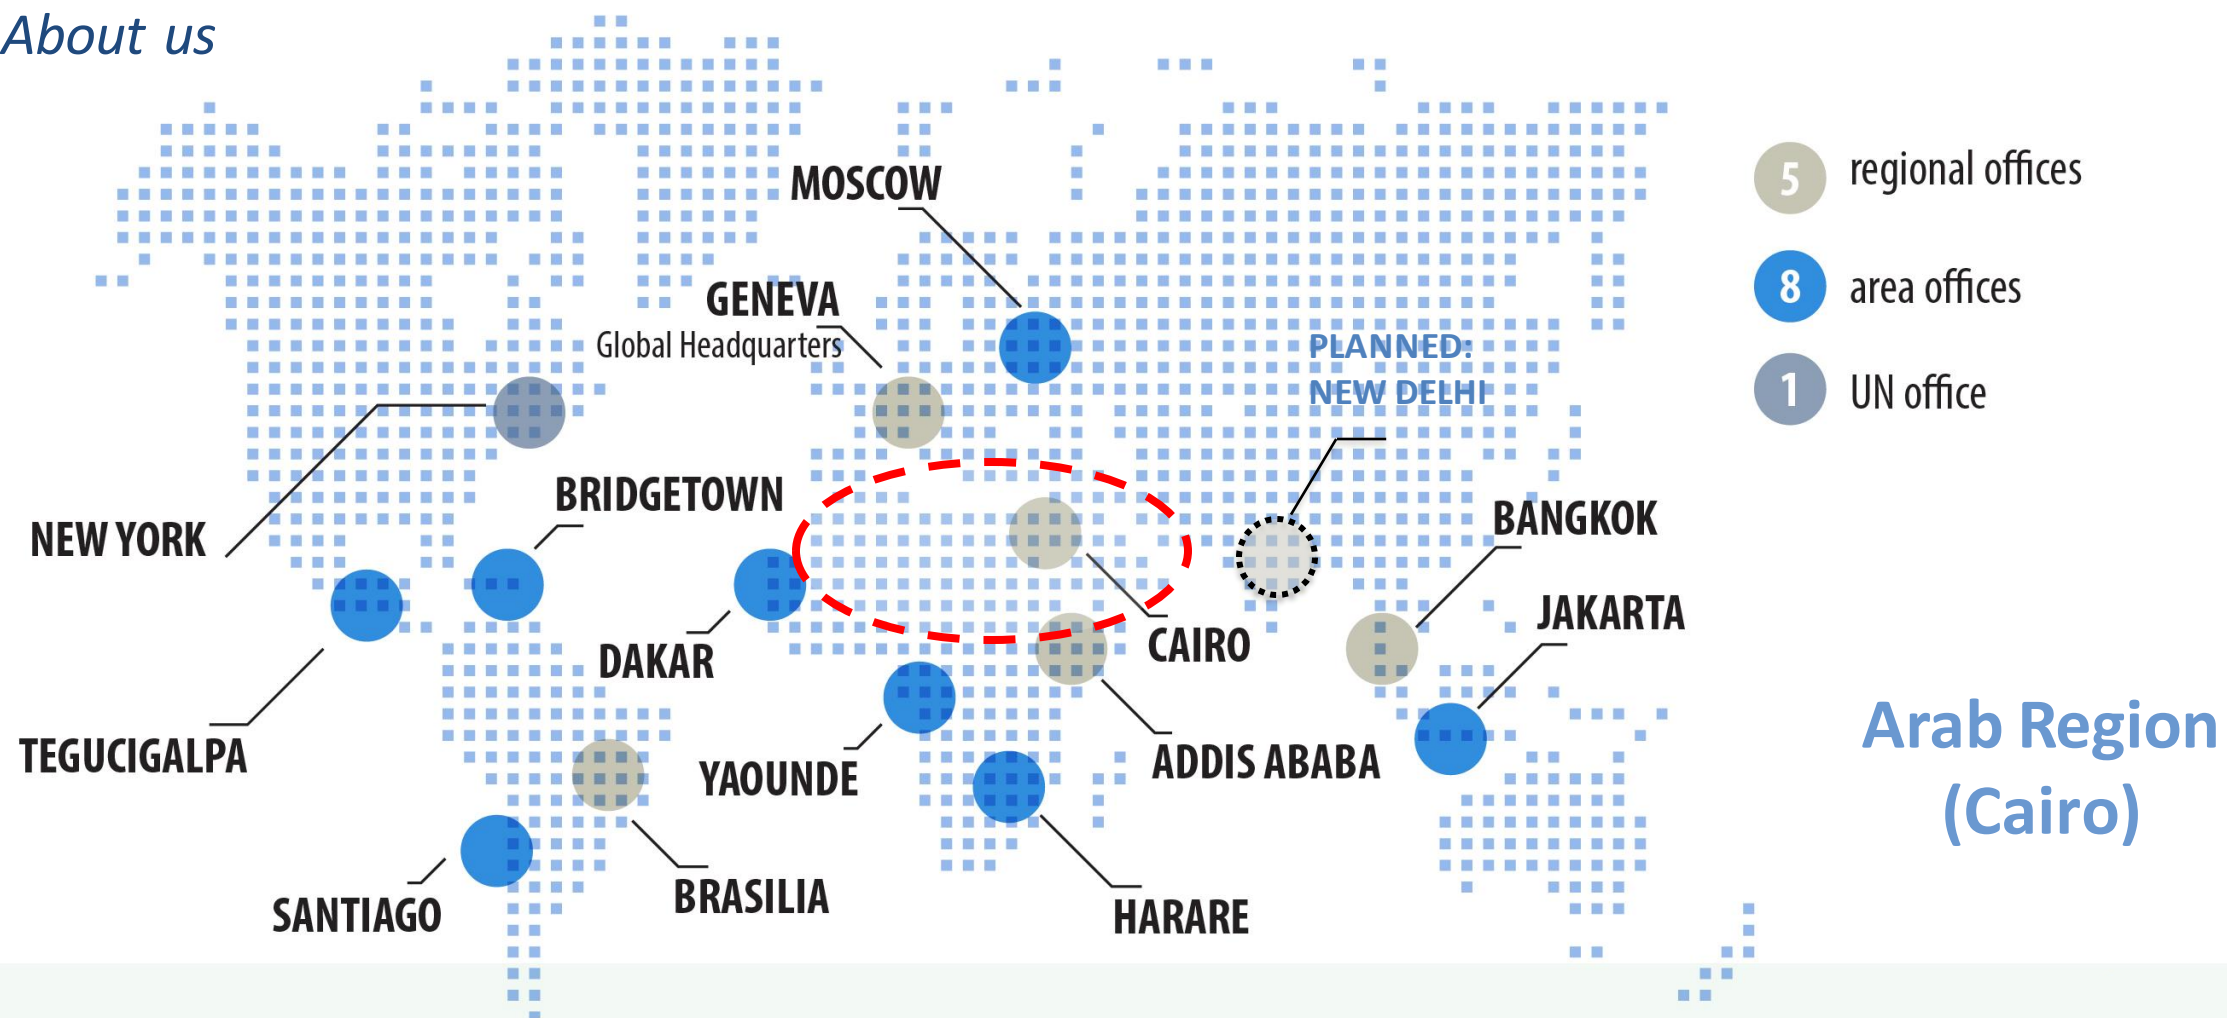 About us
MOSCOW
5 regional offices
GENEVA
8 area offices
Global Headquarters
PLANNED:
NEW DELHI
1 UN office
BRIDGETOWN
BANGKOK
NEW YORK
JAKARTA
DAKAR
CAIRO
Arab Region
(Cairo)
TEGUCIGALPA
YAOUNDE
ADDIS ABABA
SANTIAGO
BRASILIA
HARARE